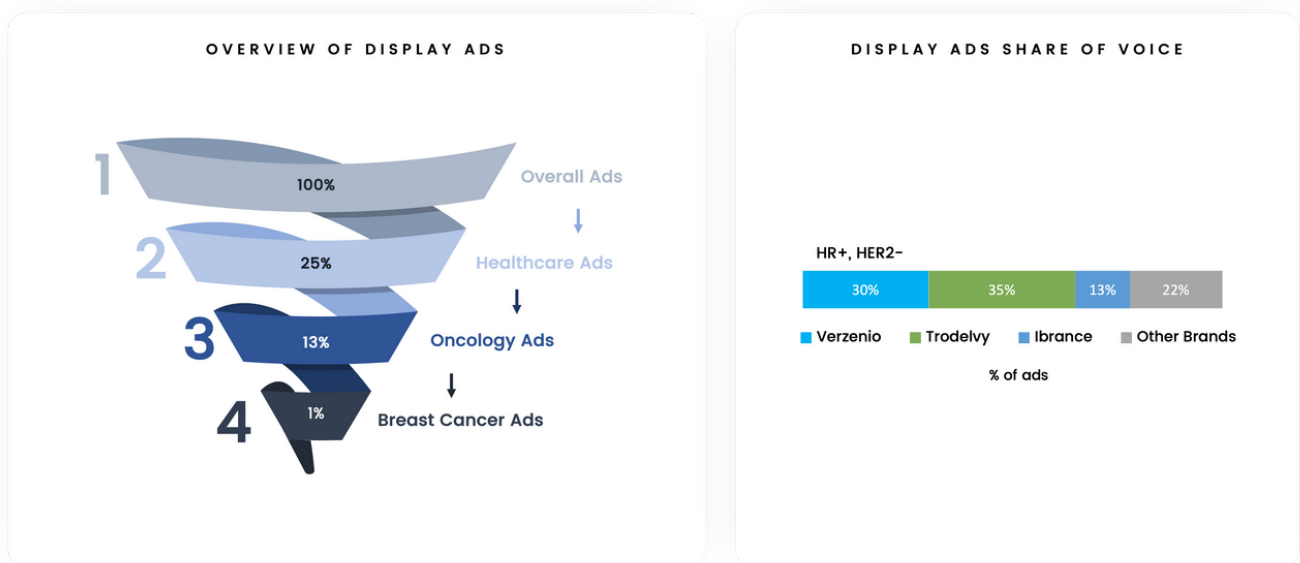 OVERVIEW OF DISPLAY ADS
1
100%
Overall Ads
2
25%
Healthcare Ads
3
13%
Oncology Ads
4
1%
Breast Cancer Ads
DISPLAY ADS SHARE OF VOICE
HR+, HER2-
30% 35% 13% 22%
Verzenio Trodelvy Ibrance Other Brands
% of ads